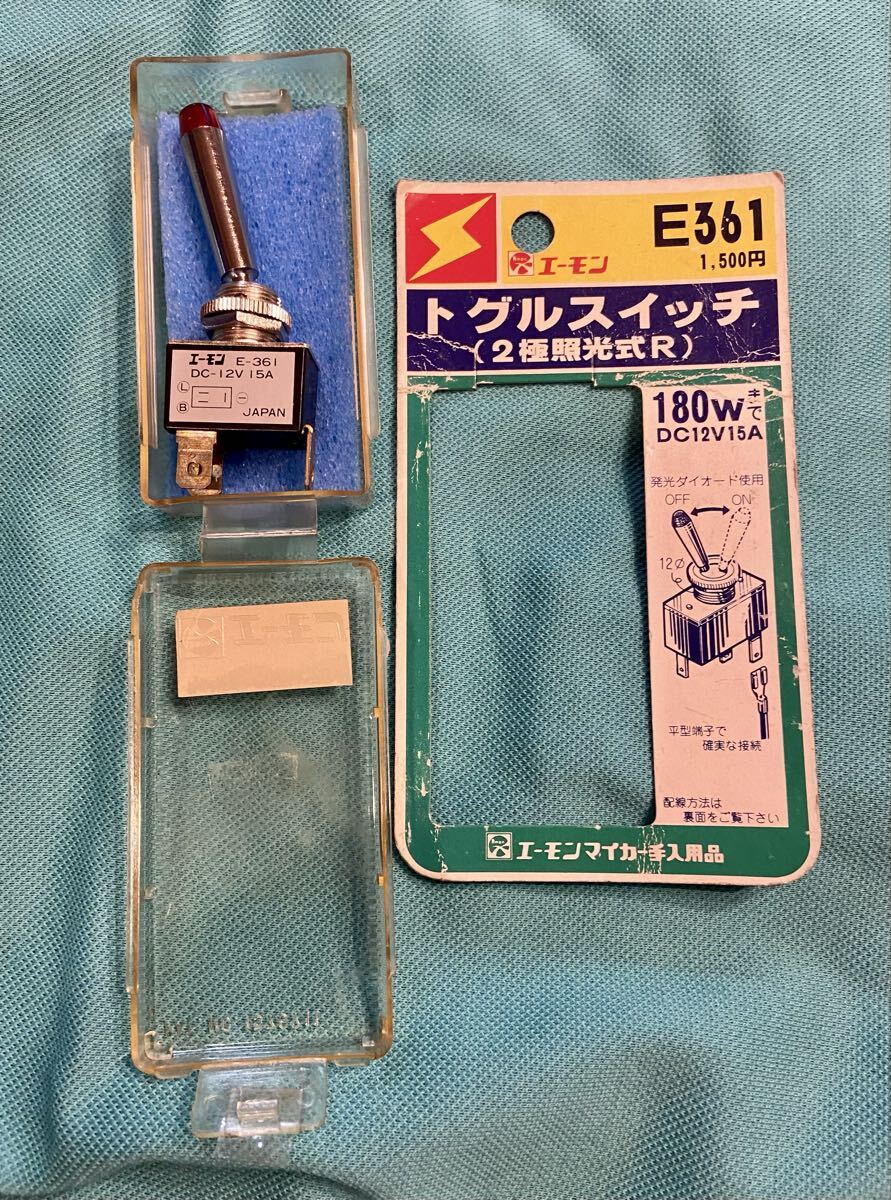 エーモン E-361
DC-12V 15A
L
B
JAPAN
エーモン
E361
エーモン
1,500円
トグルスイッチ
(2極照光式R)
180Wまで
DC12V15A
発光ダイオード使用
OFF ON
12φ
平型端子で
確実な接続
配線方法は
裏面をご覧下さい
エーモンマイカー手入用品